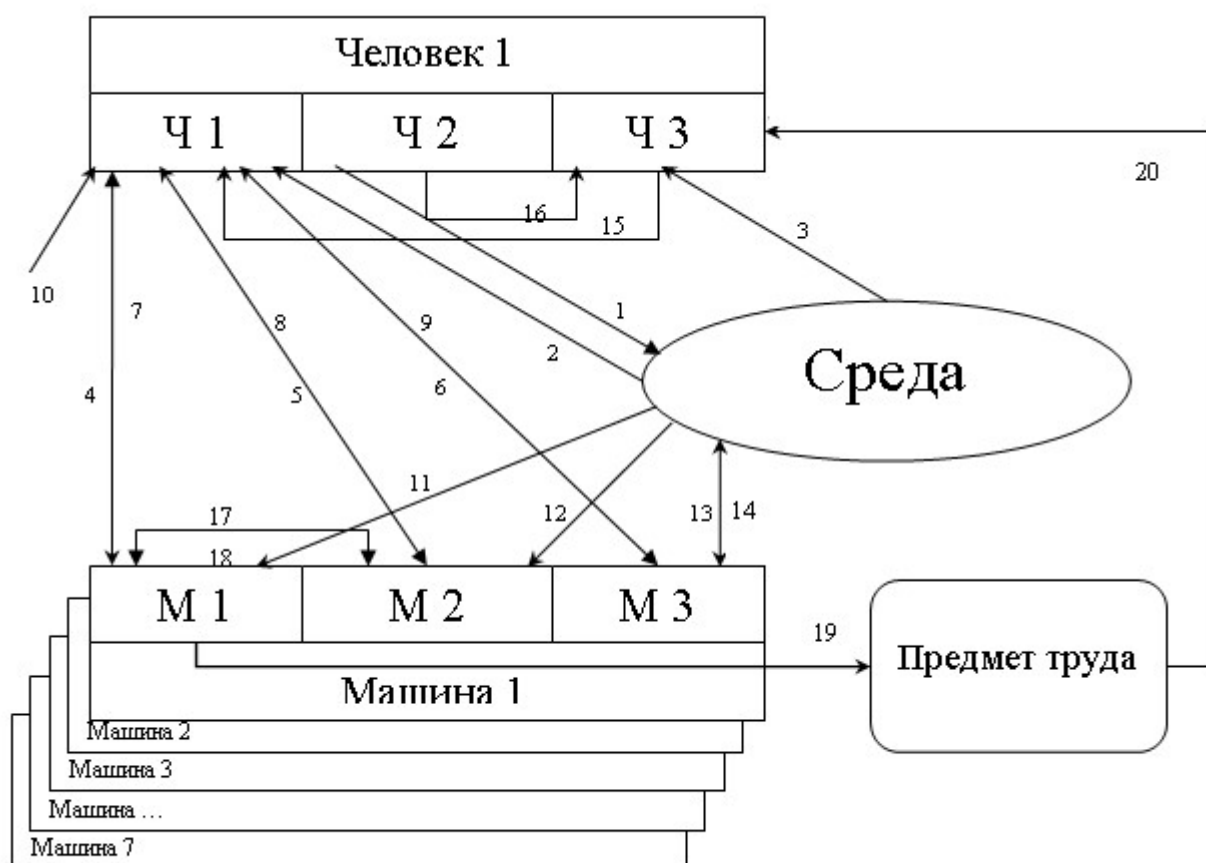 Человек 1
Ч 1 Ч 2 Ч 3
20
16
15
3
10
7
8
9
1
2
Среда
4
5
6
11
12
13
14
17
18
М 1 М 2 М 3
19
Предмет труда
Машина 1
Машина 2
Машина 3
Машина ...
Машина 7